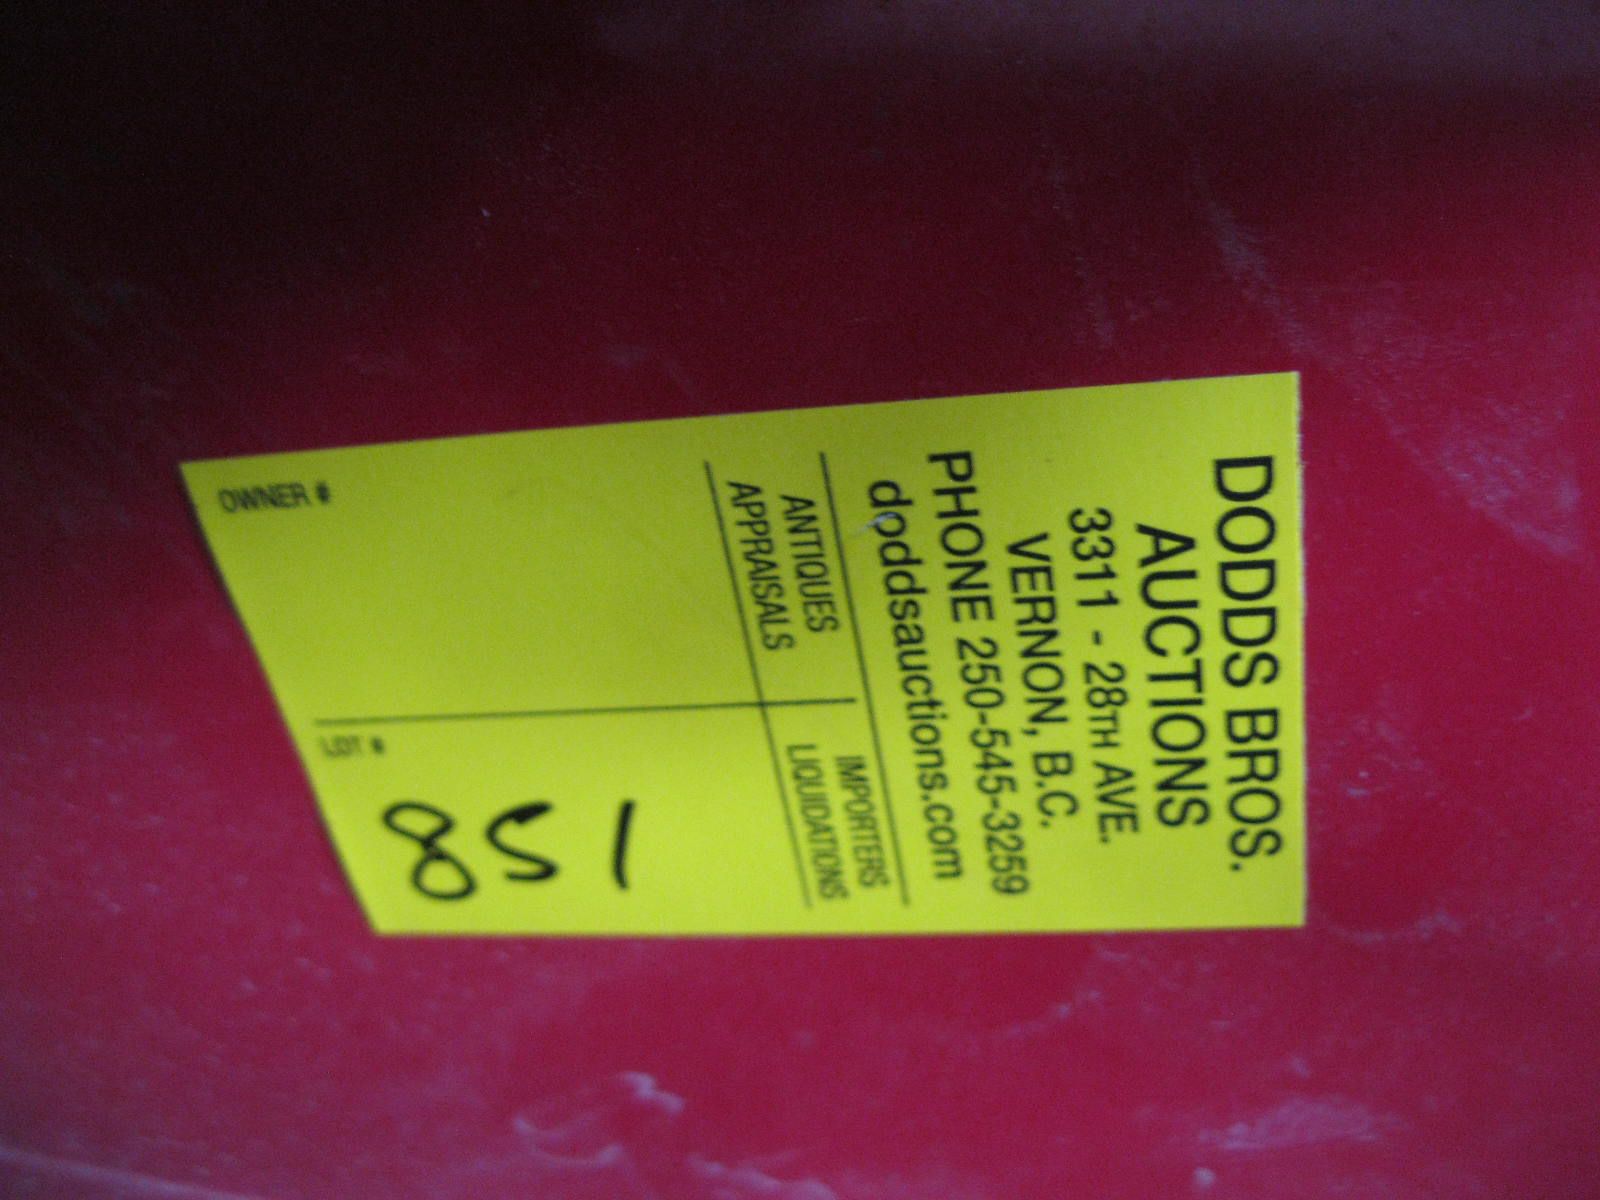 DODDS BROS.
AUCTIONS
3311 - 28TH AVE.
VERNON, B.C.
PHONE 250-545-3259
doddsauctions.com
ANTIQUES IMPORTERS
APPRAISALS LIQUIDATIONS
OWNER # LOT #
851